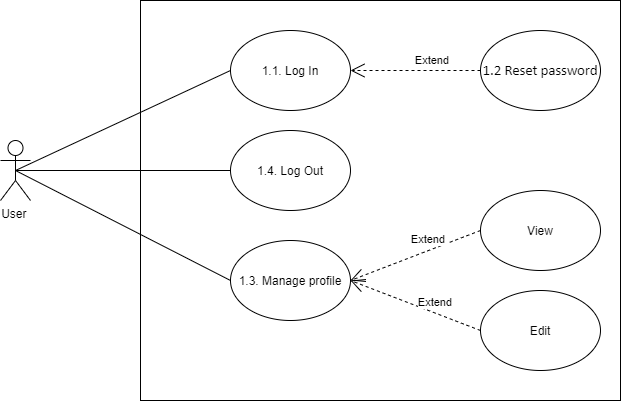 1.1. Log In
Extend
1.2 Reset password
1.4. Log Out
User
View
Extend
1.3. Manage profile
Extend
Edit